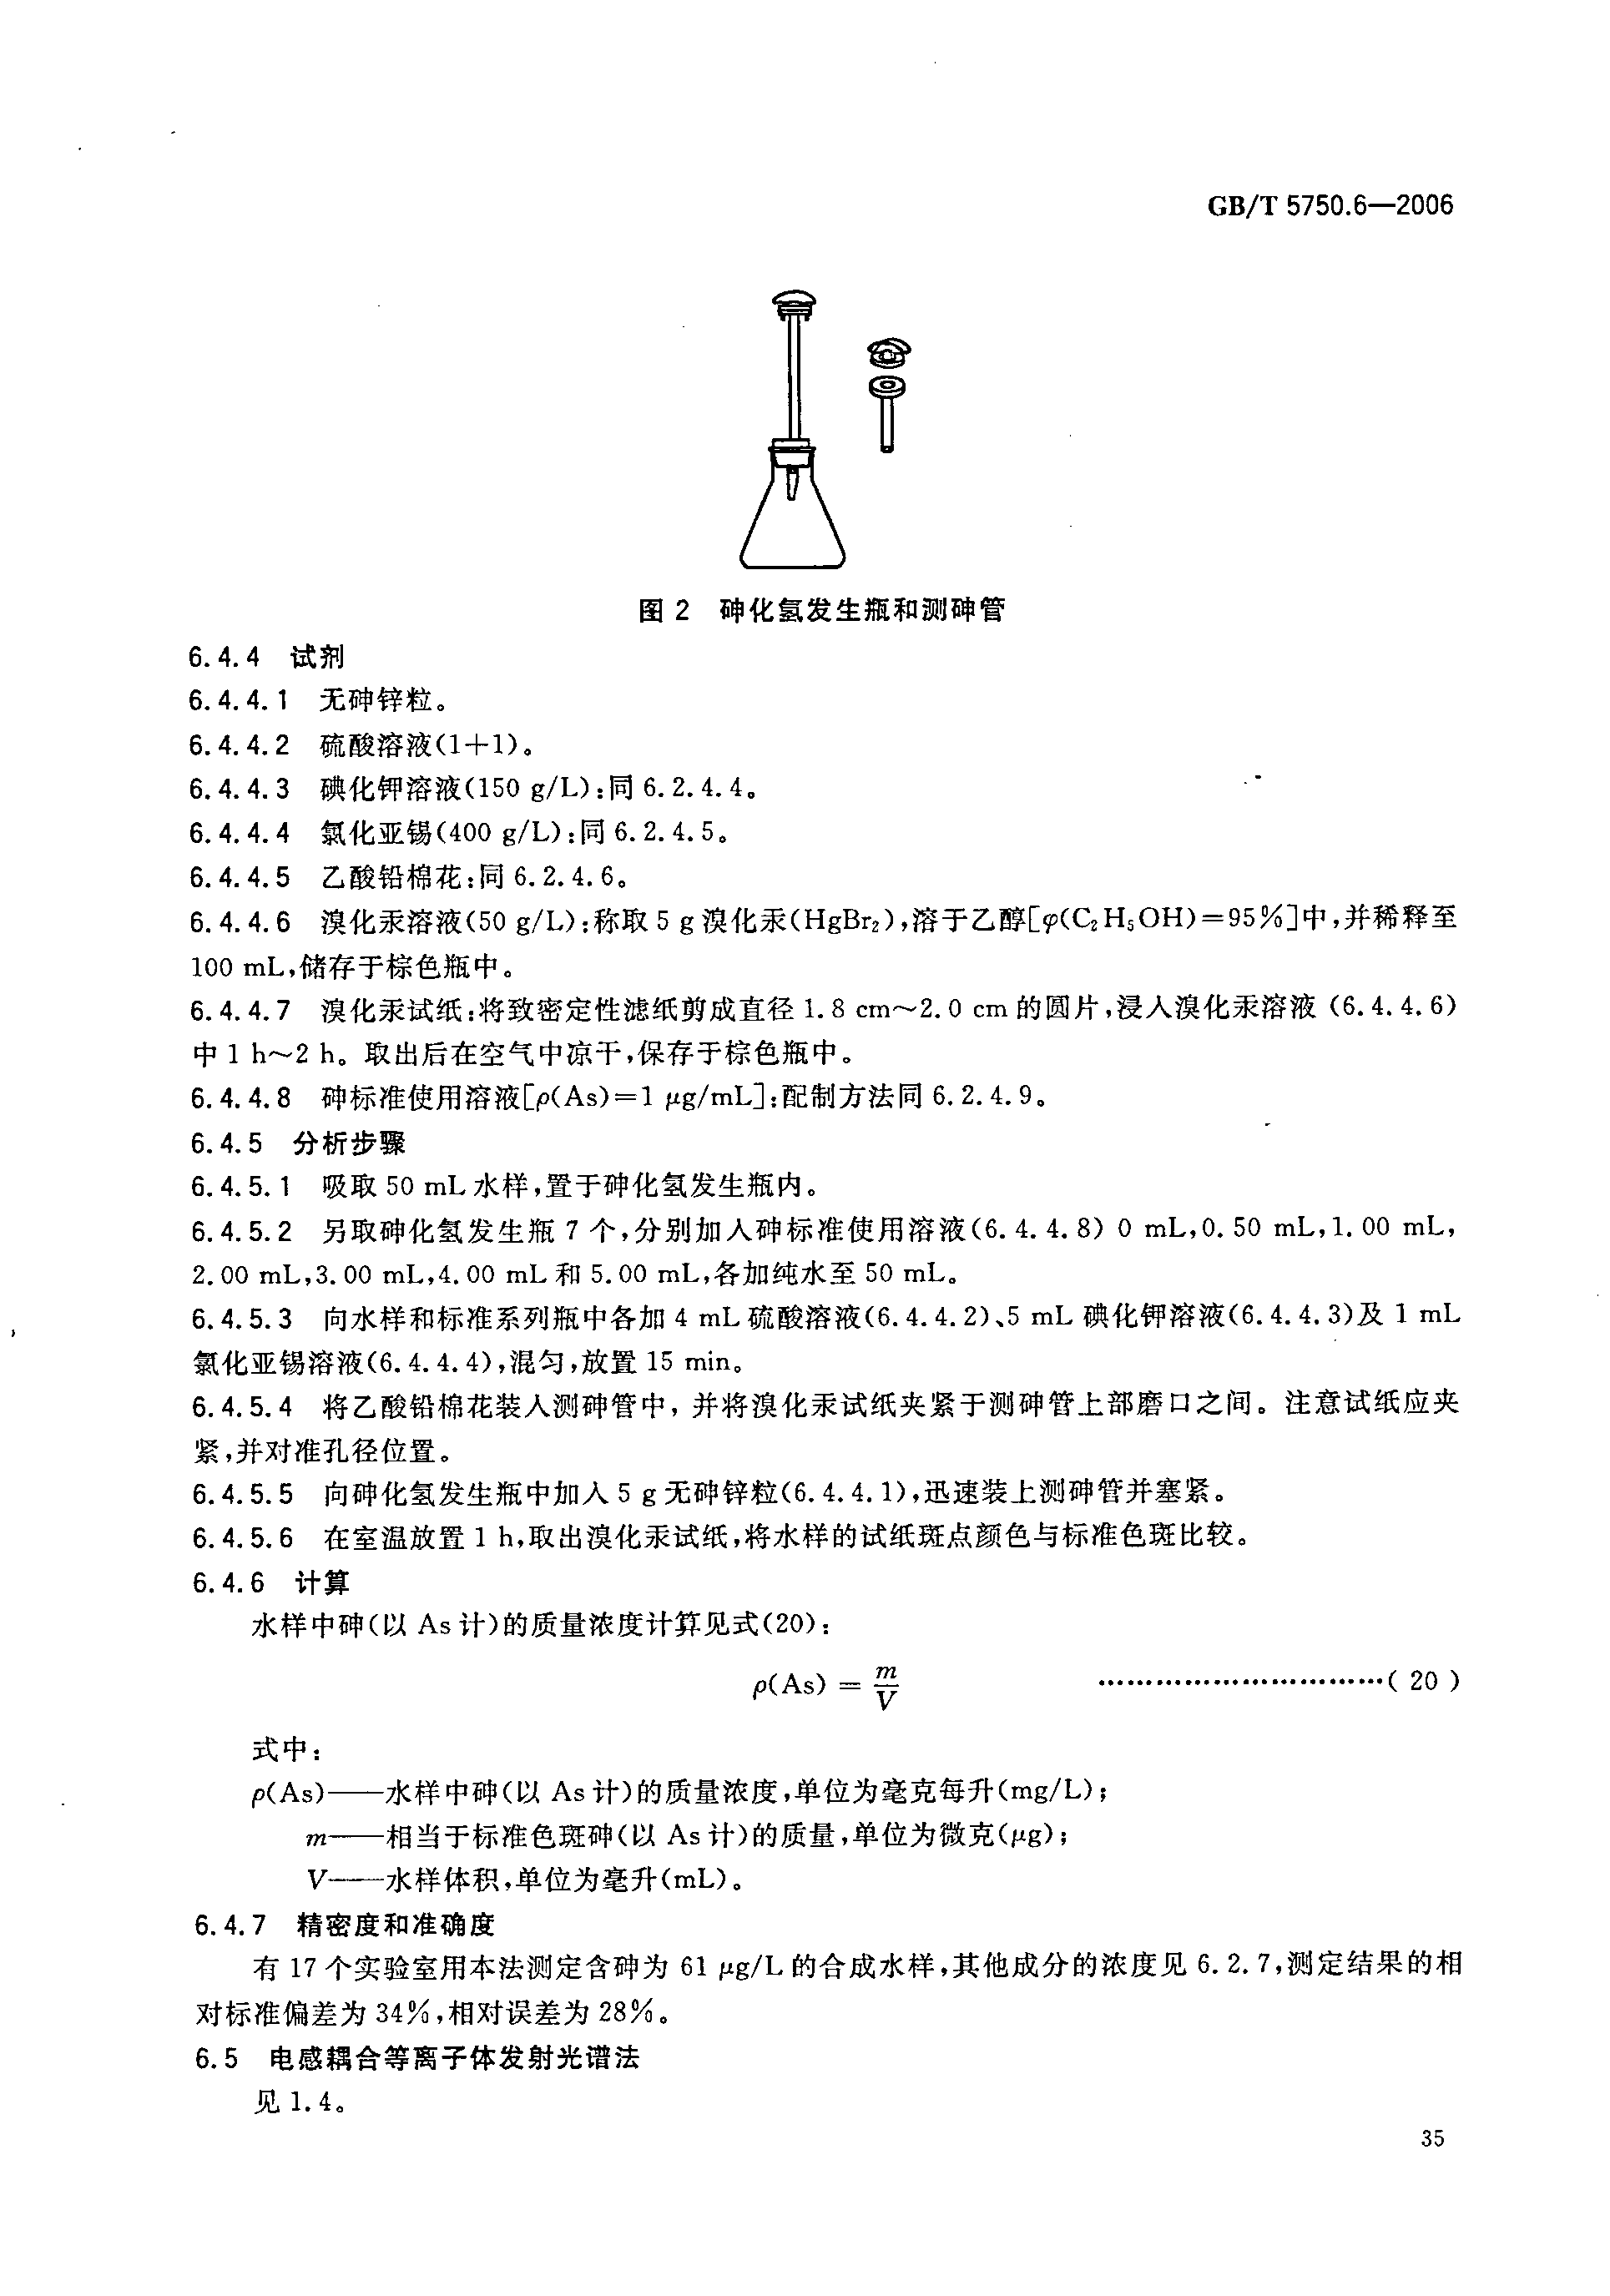 GB/T 5750.6—2006
图 2 砷化氢发生瓶和测砷管
6.4.4 试剂
6.4.4.1 无砷锌粒。
6.4.4.2 硫酸溶液(1+1)。
6.4.4.3 碘化钾溶液(150 g/L):同 6.2.4.4。
6.4.4.4 氯化亚锡(400 g/L):同 6.2.4.5。
6.4.4.5 乙酸铅棉花:同 6.2.4.6。
6.4.4.6 溴化汞溶液(50 g/L):称取 5 g 溴化汞(HgBr₂),溶于乙醇[φ(C₂H₅OH)=95%]中,并稀释至
100 mL,储存于棕色瓶中。
6.4.4.7 溴化汞试纸:将致密定性滤纸剪成直径 1.8 cm~2.0 cm 的圆片,浸入溴化汞溶液 (6.4.4.6)
中 1 h~2 h。取出后在空气中凉干,保存于棕色瓶中。
6.4.4.8 砷标准使用溶液[ρ(As)=1 μg/mL]:配制方法同 6.2.4.9。
6.4.5 分析步骤
6.4.5.1 吸取 50 mL 水样,置于砷化氢发生瓶内。
6.4.5.2 另取砷化氢发生瓶 7 个,分别加入砷标准使用溶液(6.4.4.8) 0 mL,0.50 mL,1.00 mL,
2.00 mL,3.00 mL,4.00 mL 和 5.00 mL,各加纯水至 50 mL。
6.4.5.3 向水样和标准系列瓶中各加 4 mL 硫酸溶液(6.4.4.2)、5 mL 碘化钾溶液(6.4.4.3)及 1 mL
氯化亚锡溶液(6.4.4.4),混匀,放置 15 min。
6.4.5.4 将乙酸铅棉花装入测砷管中,并将溴化汞试纸夹紧于测砷管上部磨口之间。注意试纸应夹
紧,并对准孔径位置。
6.4.5.5 向砷化氢发生瓶中加入 5 g 无砷锌粒(6.4.4.1),迅速装上测砷管并塞紧。
6.4.5.6 在室温放置 1 h,取出溴化汞试纸,将水样的试纸斑点颜色与标准色斑比较。
6.4.6 计算
水样中砷(以 As 计)的质量浓度计算见式(20):
ρ(As) = m/V ……………………………( 20 )
式中:
ρ(As)——水样中砷(以 As 计)的质量浓度,单位为毫克每升(mg/L);
m——相当于标准色斑砷(以 As 计)的质量,单位为微克(μg);
V——水样体积,单位为毫升(mL)。
6.4.7 精密度和准确度
有 17 个实验室用本法测定含砷为 61 μg/L 的合成水样,其他成分的浓度见 6.2.7,测定结果的相
对标准偏差为 34%,相对误差为 28%。
6.5 电感耦合等离子体发射光谱法
见 1.4。
35